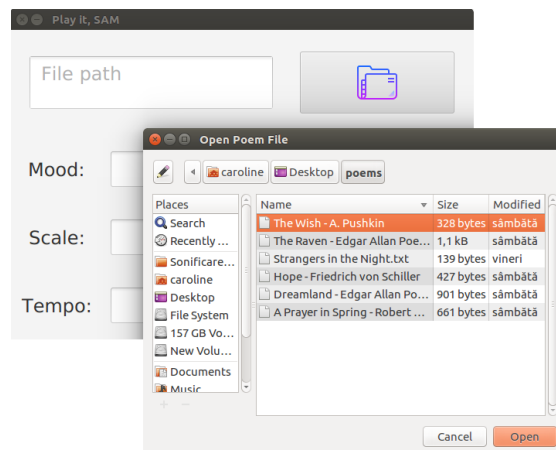 Play it, SAM
File path
Mood:
Scale:
Tempo:
Open Poem File
caroline Desktop poems
Places
Search
Recently ...
Sonificare...
caroline
Desktop
File System
157 GB Vo...
New Volu...
Documents
Music
Name Size Modified
The Wish - A. Pushkin 328 bytes sâmbătă
The Raven - Edgar Allan Poe... 1,1 kB sâmbătă
Strangers in the Night.txt 139 bytes vineri
Hope - Friedrich von Schiller 427 bytes sâmbătă
Dreamland - Edgar Allan Po... 901 bytes sâmbătă
A Prayer in Spring - Robert ... 661 bytes sâmbătă
Cancel Open